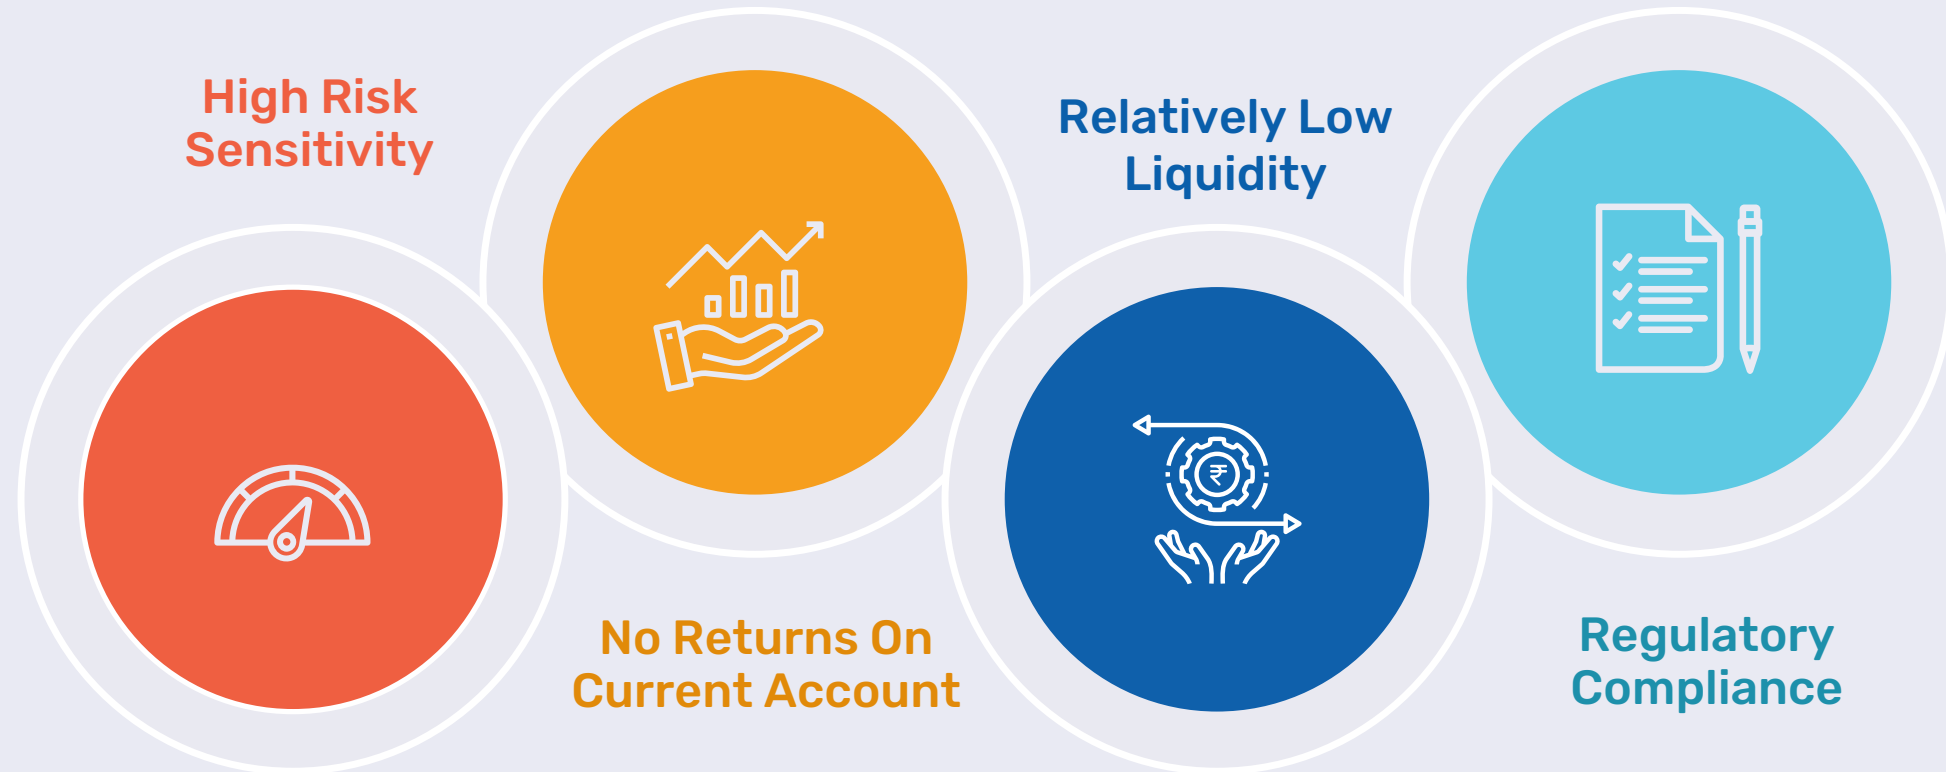 High Risk
Sensitivity
No Returns On
Current Account
Relatively Low
Liquidity
₹
Regulatory
Compliance